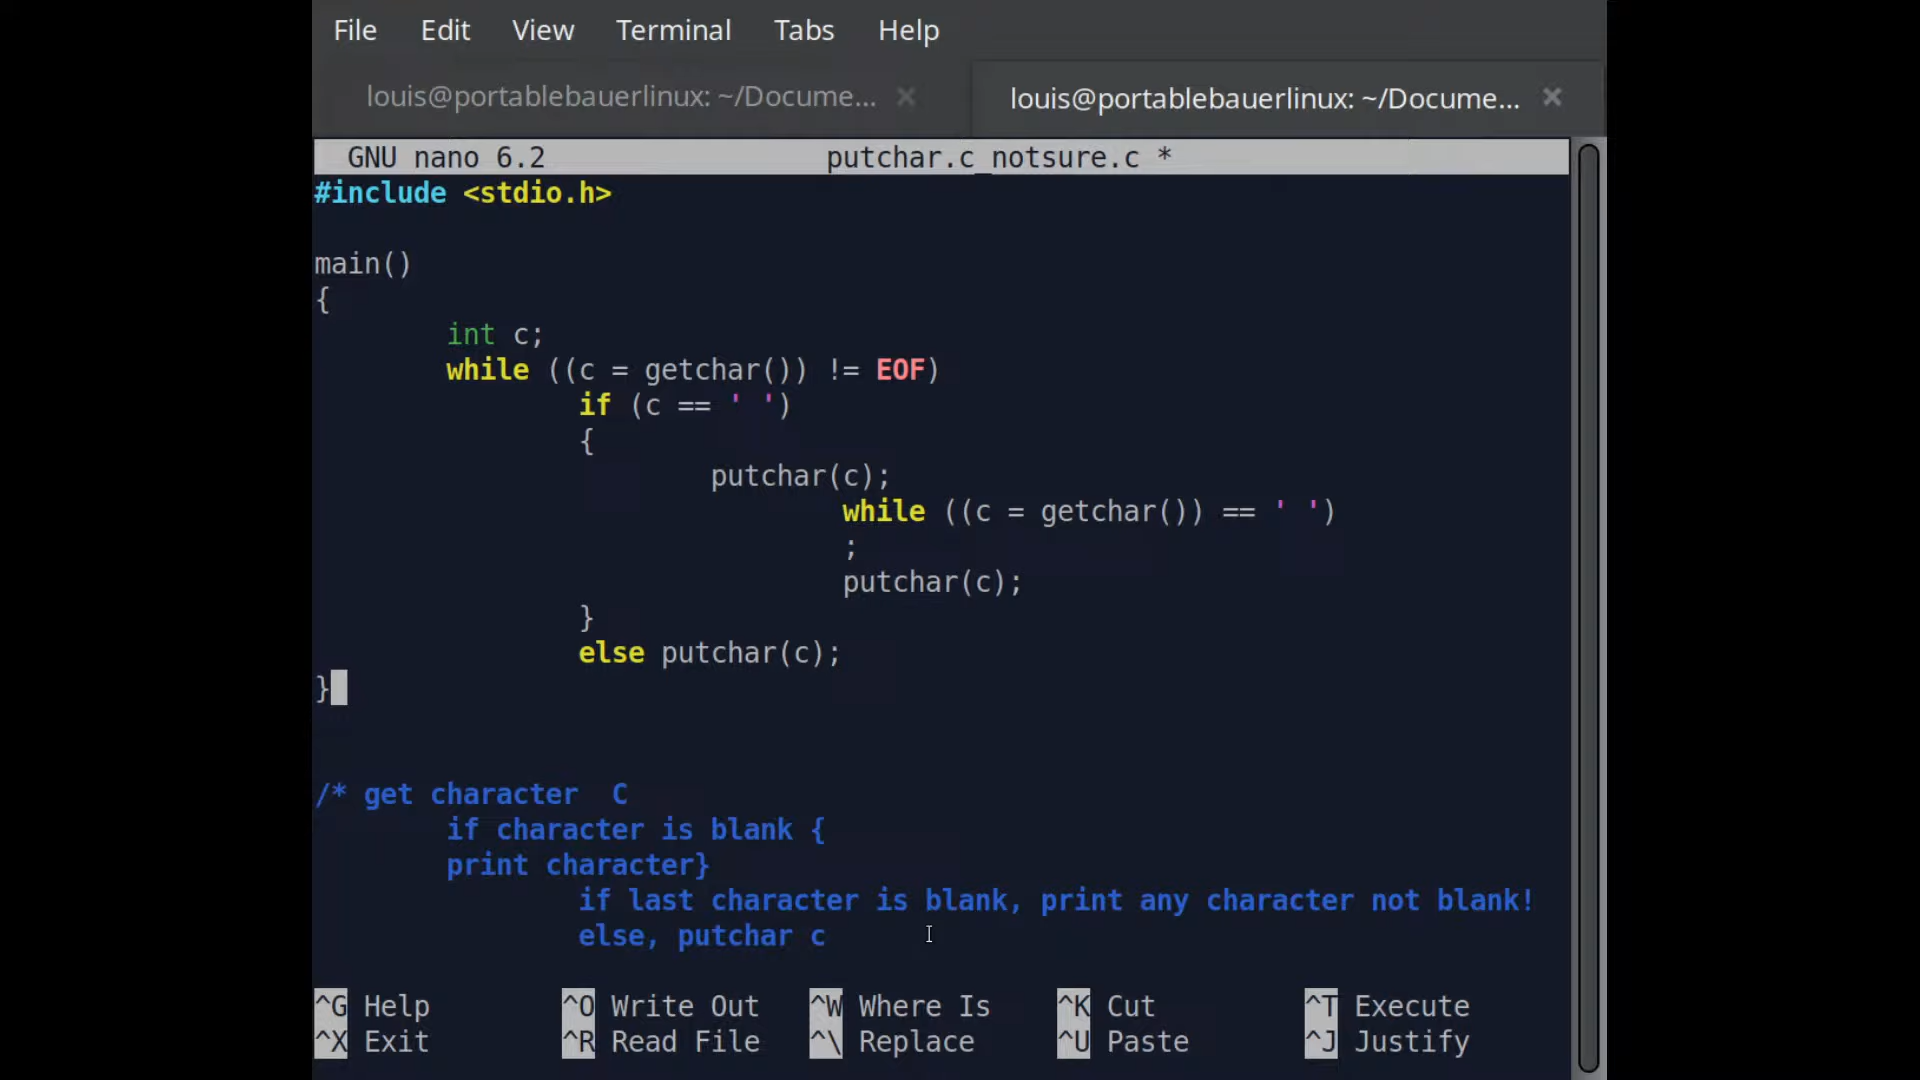 File Edit View Terminal Tabs Help
louis@portablebauerlinux: ~/Docume... × louis@portablebauerlinux: ~/Docume... ×
GNU nano 6.2 putchar.c_notsure.c *
#include <stdio.h>
main()
{
int c;
while ((c = getchar()) != EOF)
if (c == ' ')
{
putchar(c);
while ((c = getchar()) == ' ')
;
putchar(c);
}
else putchar(c);
}
/* get character  C
if character is blank {
print character}
if last character is blank, print any character not blank!
else, putchar c
^G Help ^O Write Out ^W Where Is ^K Cut ^T Execute
^X Exit ^R Read File ^\ Replace ^U Paste ^J Justify